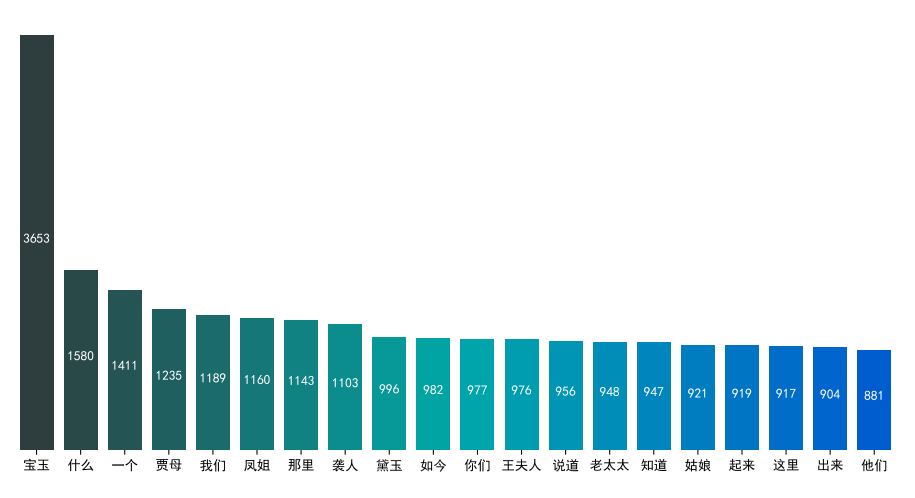 3653
1580
1411
1235 1189 1160 1143 1103
996 982 977 976 956 948 947 921 919 917 904 881
宝玉 什么 一个 贾母 我们 凤姐 那里 袭人 黛玉 如今 你们 王夫人 说道 老太太 知道 姑娘 起来 这里 出来 他们